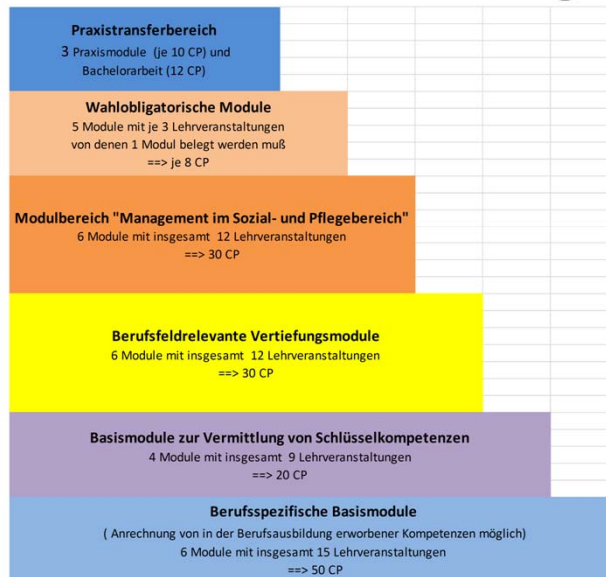 Praxistransferbereich
3 Praxismodule (je 10 CP) und
Bachelorarbeit (12 CP)
Wahlobligatorische Module
5 Module mit je 3 Lehrveranstaltungen
von denen 1 Modul belegt werden muß
==> je 8 CP
Modulbereich "Management im Sozial- und Pflegebereich"
6 Module mit insgesamt 12 Lehrveranstaltungen
==> 30 CP
Berufsfeldrelevante Vertiefungsmodule
6 Module mit insgesamt 12 Lehrveranstaltungen
==> 30 CP
Basismodule zur Vermittlung von Schlüsselkompetenzen
4 Module mit insgesamt 9 Lehrveranstaltungen
==> 20 CP
Berufsspezifische Basismodule
( Anrechnung von in der Berufsausbildung erworbener Kompetenzen möglich)
6 Module mit insgesamt 15 Lehrveranstaltungen
==> 50 CP